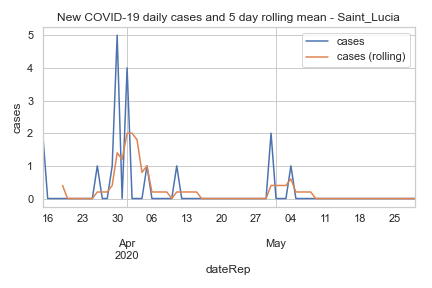 New COVID-19 daily cases and 5 day rolling mean - Saint_Lucia
cases
cases (rolling)
5
4
3
2
1
0
cases
16 23 30 06 13 20 27 04 11 18 25
Apr May
2020
dateRep